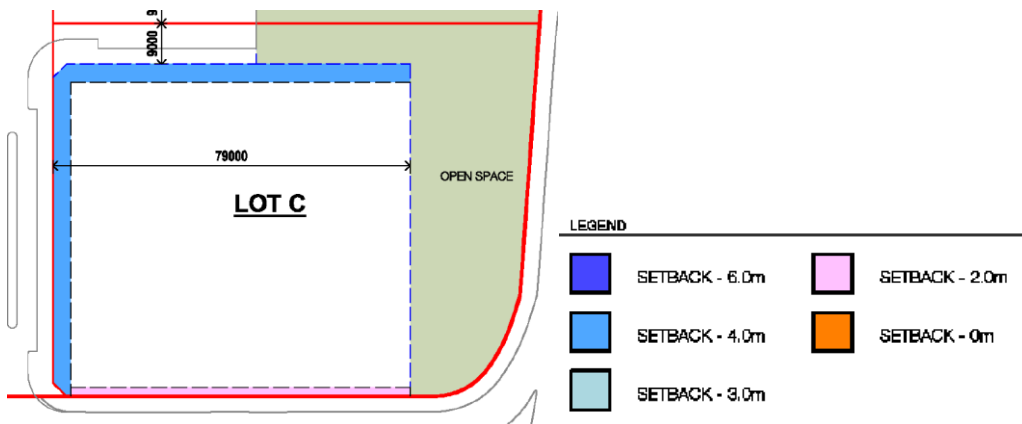 9
9000
79000
LOT C
OPEN SPACE
LEGEND
SETBACK - 6.0m
SETBACK - 2.0m
SETBACK - 4.0m
SETBACK - 0m
SETBACK - 3.0m